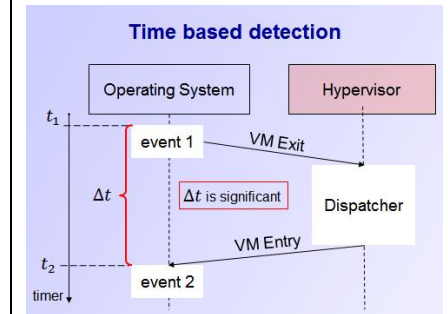 Time based detection
Operating System
Hypervisor
t₁
event 1
VM Exit
Δt
Δt is significant
Dispatcher
VM Entry
t₂
event 2
timer